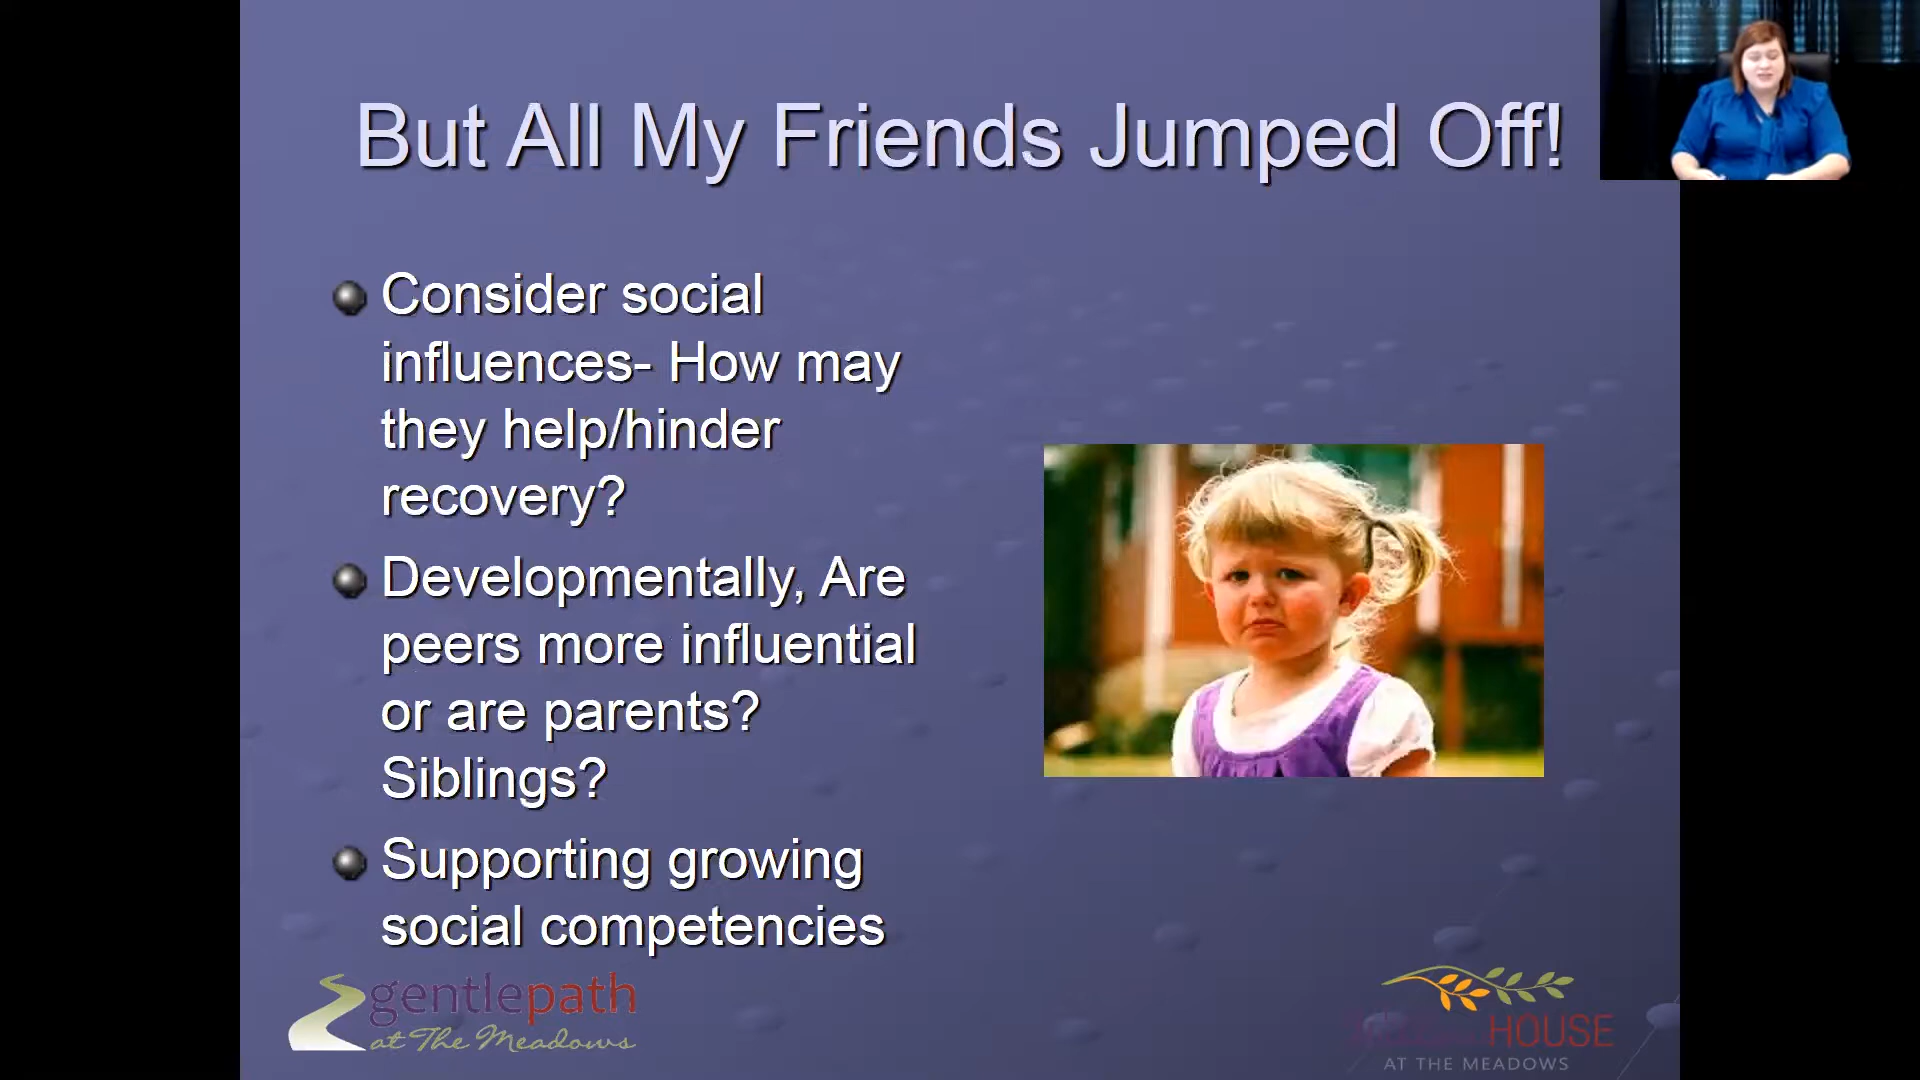 But All My Friends Jumped Off!
Consider social
influences- How may
they help/hinder
recovery?
Developmentally, Are
peers more influential
or are parents?
Siblings?
Supporting growing
social competencies
gentlepath
at The Meadows
HOUSE
AT THE MEADOWS